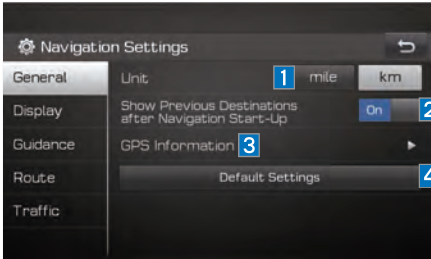 Navigation Settings
General
Unit
1
mile
km
Display
Show Previous Destinations
after Navigation Start-Up
On
2
Guidance
GPS Information
3
Default Settings
4
Route
Traffic